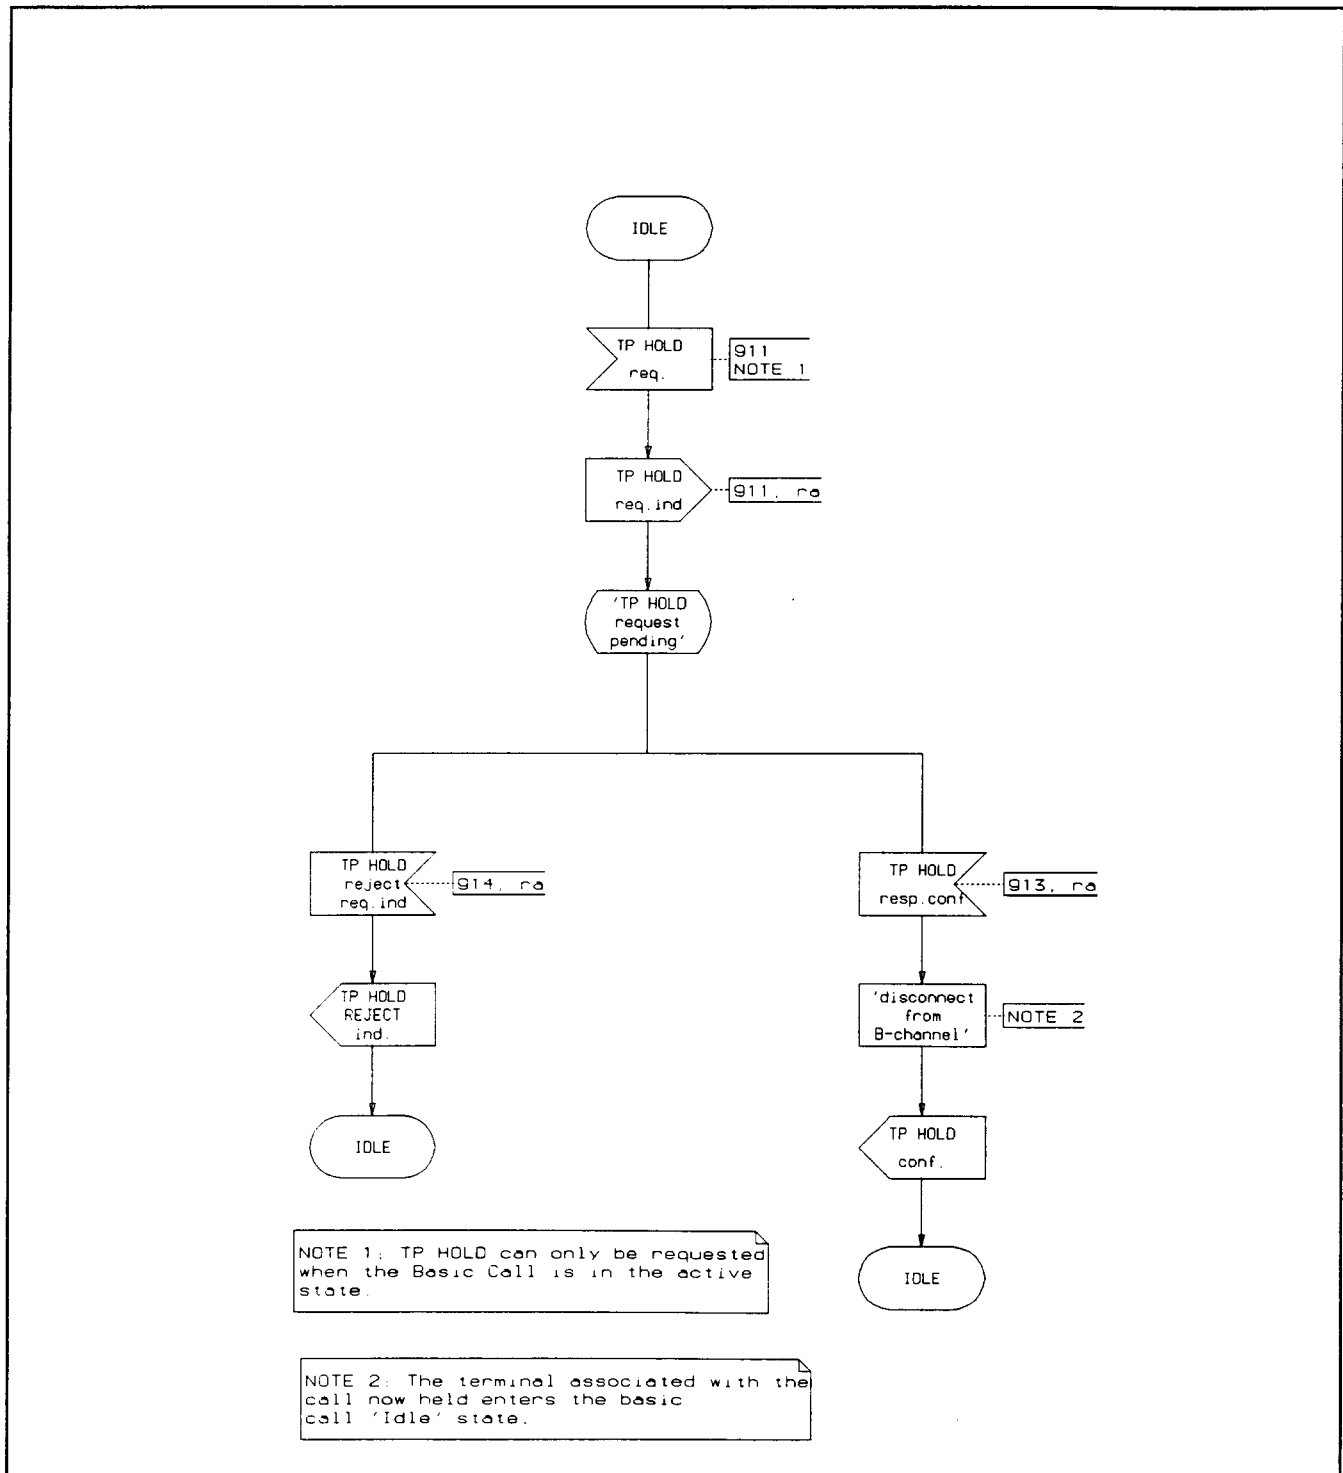 IDLE
TP HOLD
req.
911
NOTE 1
TP HOLD
req.ind
911, ra
'TP HOLD
request
pending'
TP HOLD
reject
req.ind
914, ra
TP HOLD
resp.conf
913, ra
TP HOLD
REJECT
ind.
'disconnect
from
B-channel'
NOTE 2
IDLE
TP HOLD
conf.
IDLE
NOTE 1: TP HOLD can only be requested
when the Basic Call is in the active
state.
NOTE 2: The terminal associated with the
call now held enters the basic
call 'Idle' state.